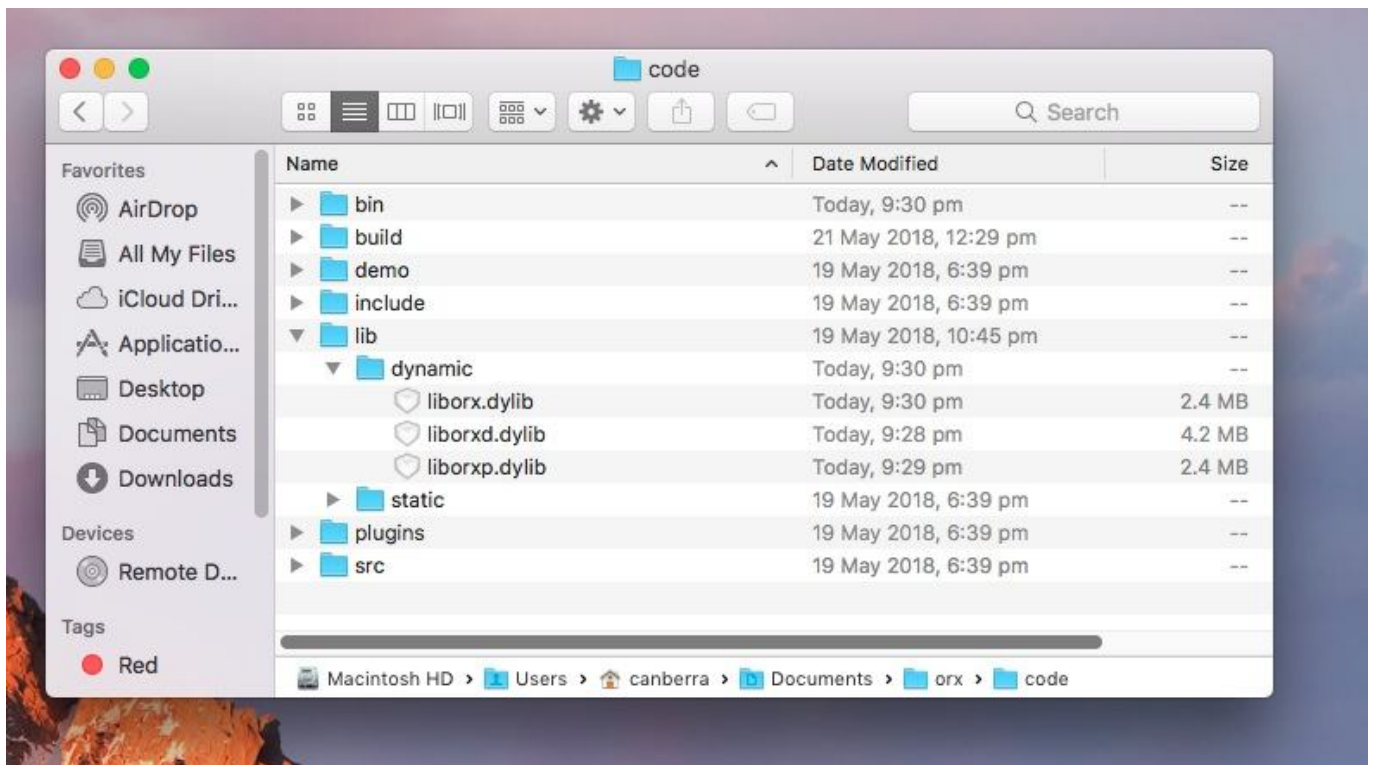 code
Search
Favorites
AirDrop
All My Files
iCloud Dri...
Applicatio...
Desktop
Documents
Downloads
Devices
Remote D...
Tags
Red
Name Date Modified Size
bin Today, 9:30 pm --
build 21 May 2018, 12:29 pm --
demo 19 May 2018, 6:39 pm --
include 19 May 2018, 6:39 pm --
lib 19 May 2018, 10:45 pm --
dynamic Today, 9:30 pm --
liborx.dylib Today, 9:30 pm 2.4 MB
liborxd.dylib Today, 9:28 pm 4.2 MB
liborxp.dylib Today, 9:29 pm 2.4 MB
static 19 May 2018, 6:39 pm --
plugins 19 May 2018, 6:39 pm --
src 19 May 2018, 6:39 pm --
Macintosh HD › Users › canberra › Documents › orx › code